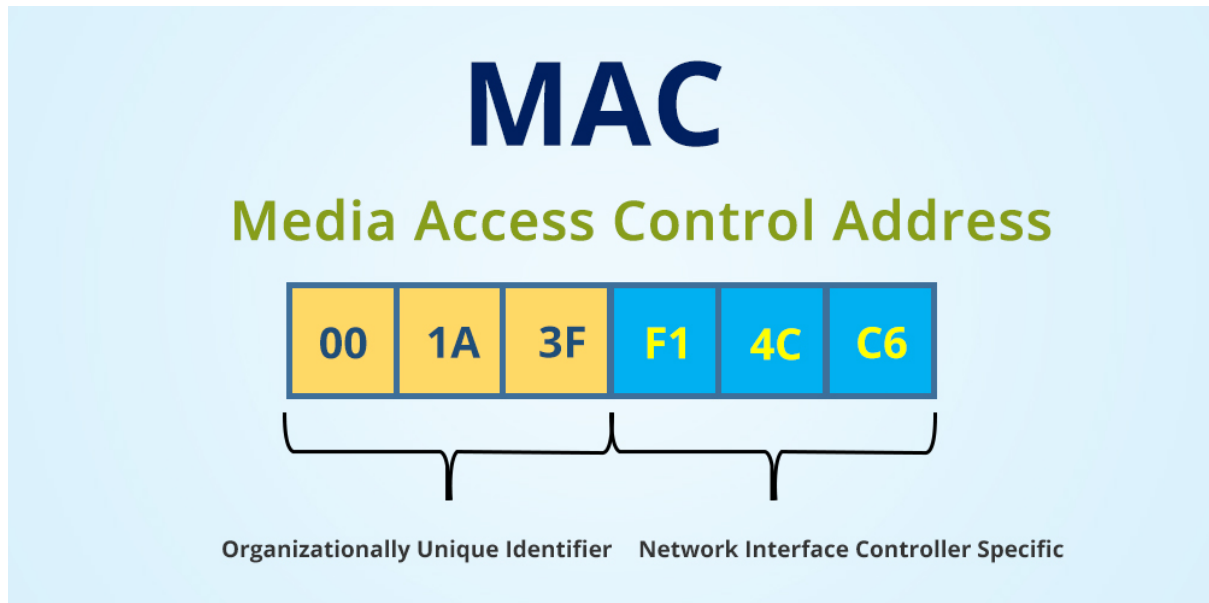 MAC
Media Access Control Address
00 1A 3F F1 4C C6
Organizationally Unique Identifier Network Interface Controller Specific